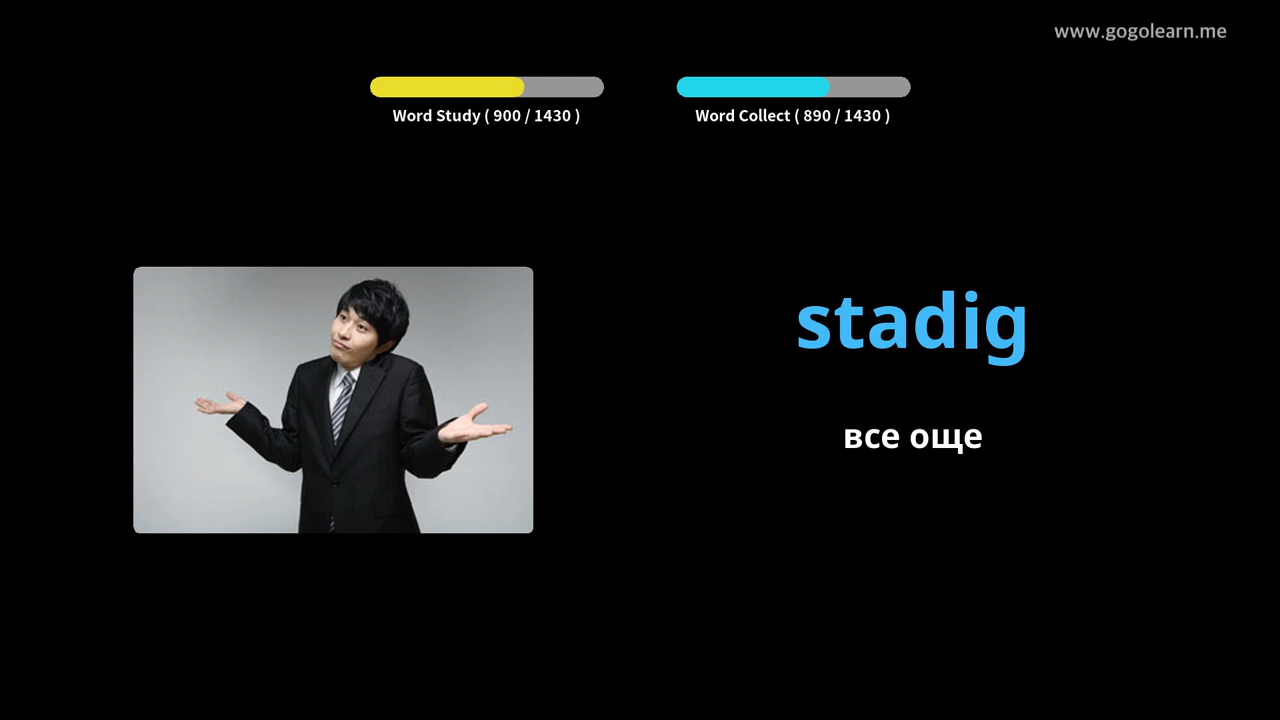 www.gogolearn.me
Word Study ( 900 / 1430 )
Word Collect ( 890 / 1430 )
stadig
все още